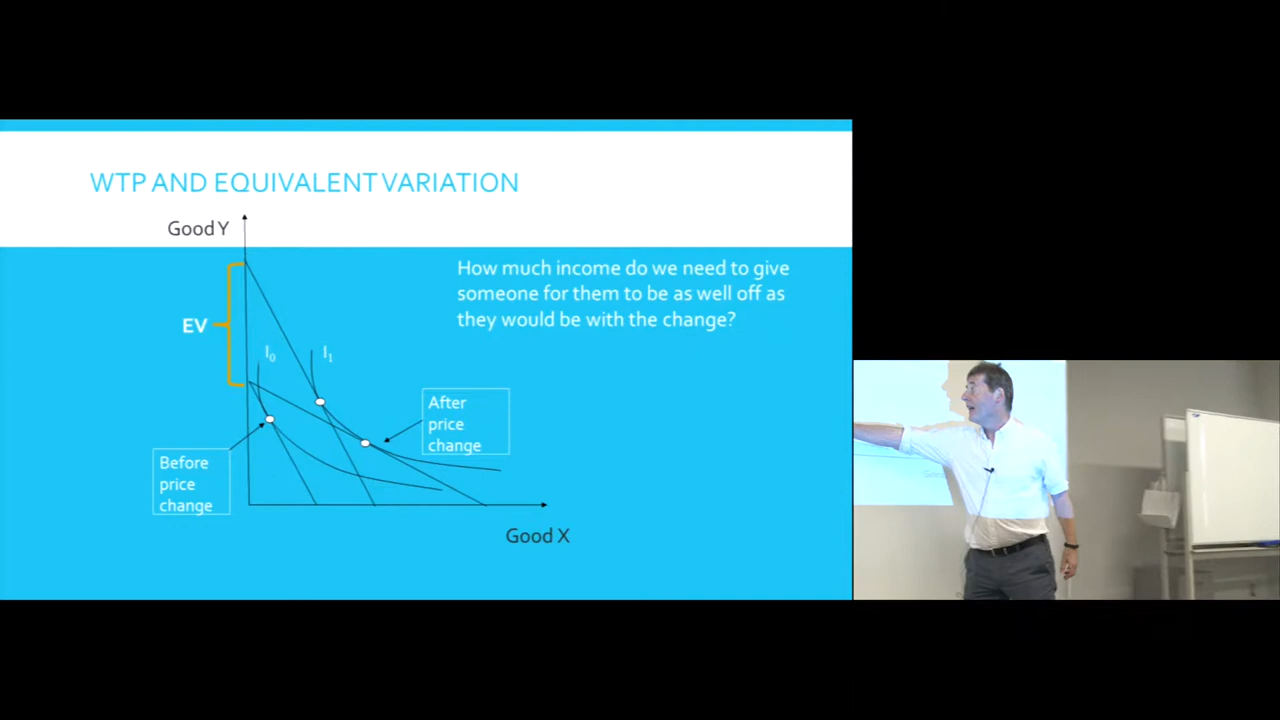 WTP AND EQUIVALENT VARIATION
Good Y
How much income do we need to give
someone for them to be as well off as
they would be with the change?
EV
I0
I1
After
price
change
Before
price
change
Good X